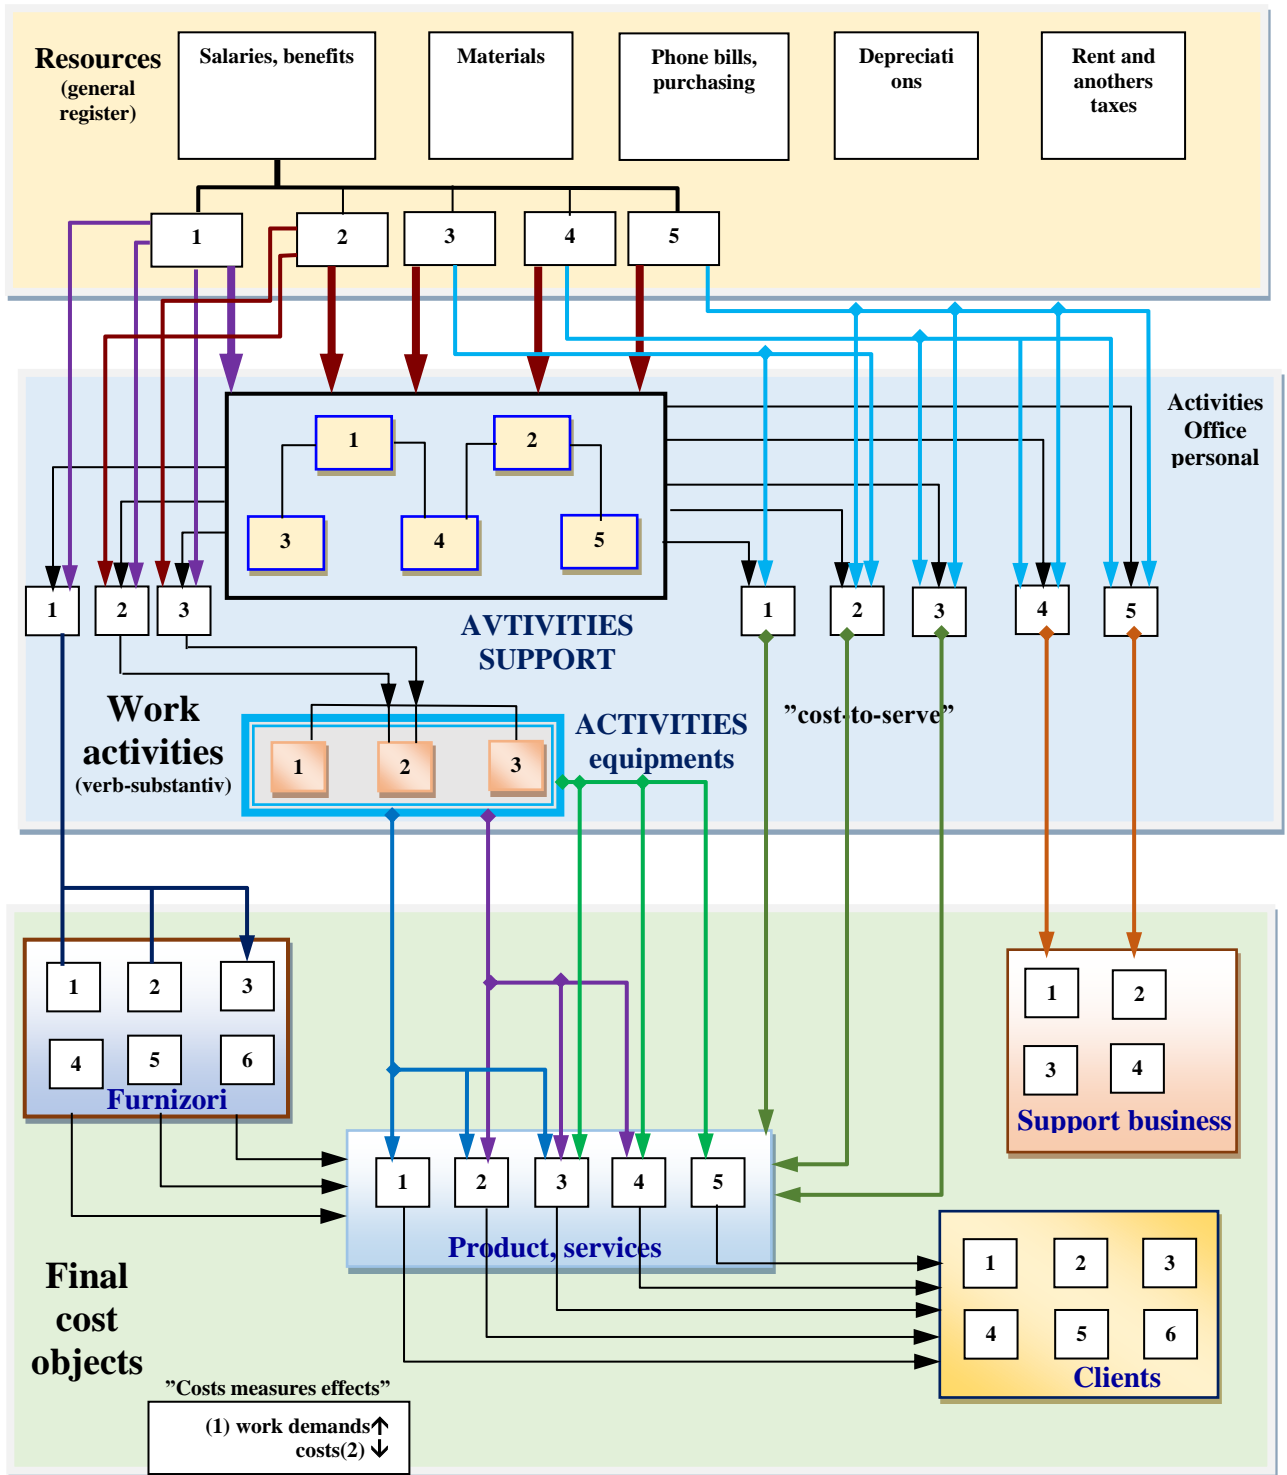 Resources
(general
register)
Salaries, benefits
Materials
Phone bills,
purchasing
Depreciati
ons
Rent and
anothers
taxes
1
2
3
4
5
Activities
Office
personal
1
2
3
4
5
1
2
3
AVTIVITIES
SUPPORT
1
2
3
4
5
Work
activities
(verb-substantiv)
1
2
3
ACTIVITIES
equipments
”cost-to-serve”
1
2
3
4
5
6
Furnizori
1
2
3
4
Support business
1
2
3
4
5
Product, services
1
2
3
4
5
6
Clients
Final
cost
objects
”Costs measures effects”
(1) work demands↑
costs(2) ↓